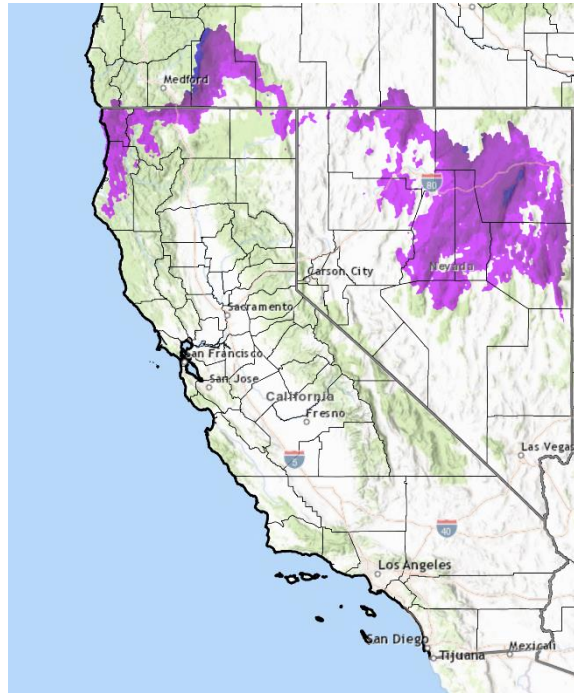 Medford
80
Carson City
Nevada
Sacramento
San Francisco
San Jose
California
Fresno
Las Vegas
5
40
Los Angeles
San Diego
Tijuana
Mexicali